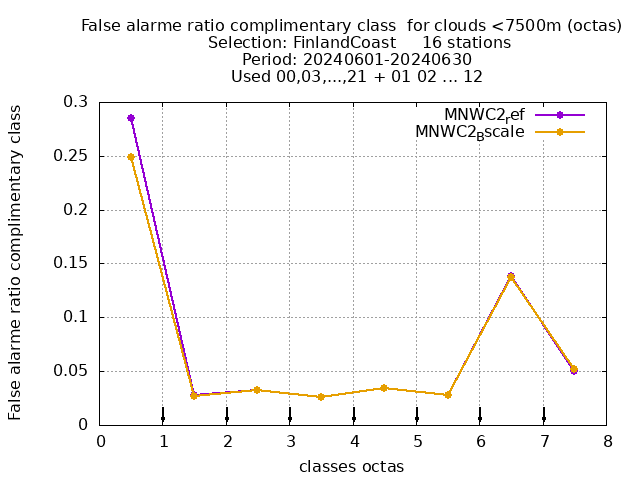 False alarme ratio complimentary class  for clouds <7500m (octas)
Selection: FinlandCoast     16 stations
Period: 20240601-20240630
Used 00,03,...,21 + 01 02 ... 12
False alarme ratio complimentary class
0.3
0.25
0.2
0.15
0.1
0.05
0
MNWC2ref
MNWC2Bscale
0 1 2 3 4 5 6 7 8
classes octas